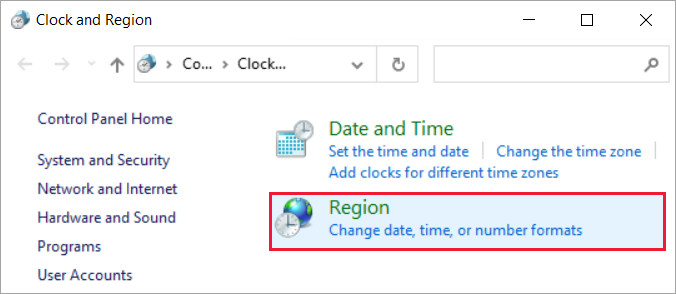 Clock and Region
Co... Clock...
Control Panel Home
System and Security
Network and Internet
Hardware and Sound
Programs
User Accounts
Date and Time
Set the time and date Change the time zone
Add clocks for different time zones
Region
Change date, time, or number formats